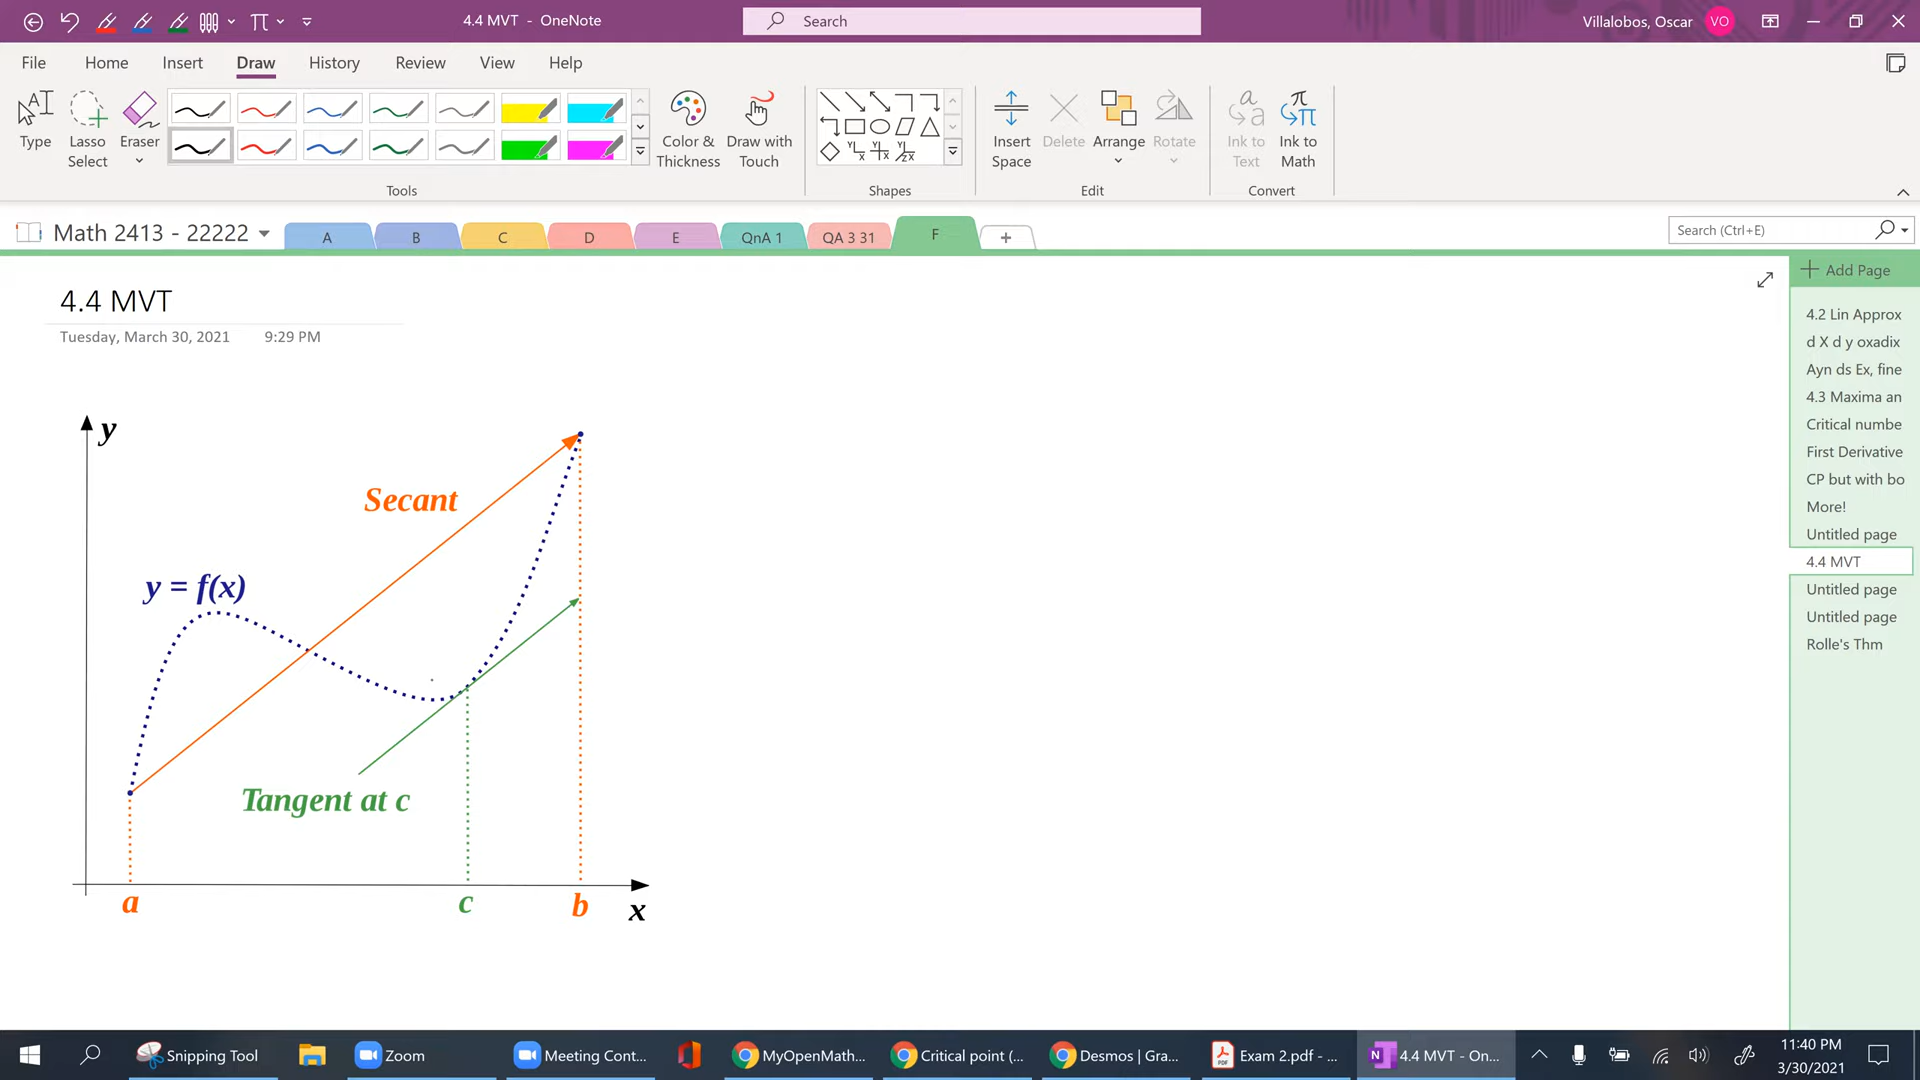 4.4 MVT - OneNote
Search
Villalobos, Oscar
VO
File Home Insert Draw History Review View Help
Type
Lasso Select
Eraser
Color & Thickness
Draw with Touch
Insert Space
Delete
Arrange
Rotate
Ink to Text
Ink to Math
Tools
Shapes
Edit
Convert
Math 2413 - 22222
A B C D E QnA 1 QA 3 31 F +
Search (Ctrl+E)
Add Page
4.2 Lin Approx
d X d y oxadix
Ayn ds Ex, fine
4.3 Maxima an
Critical numbe
First Derivative
CP but with bo
More!
Untitled page
4.4 MVT
Untitled page
Untitled page
Rolle's Thm
4.4 MVT
Tuesday, March 30, 2021 9:29 PM
y
Secant
y = f(x)
Tangent at c
a c b x
Snipping Tool
Zoom
Meeting Cont...
MyOpenMath...
Critical point (...
Desmos | Gra...
Exam 2.pdf - ...
4.4 MVT - On...
11:40 PM
3/30/2021